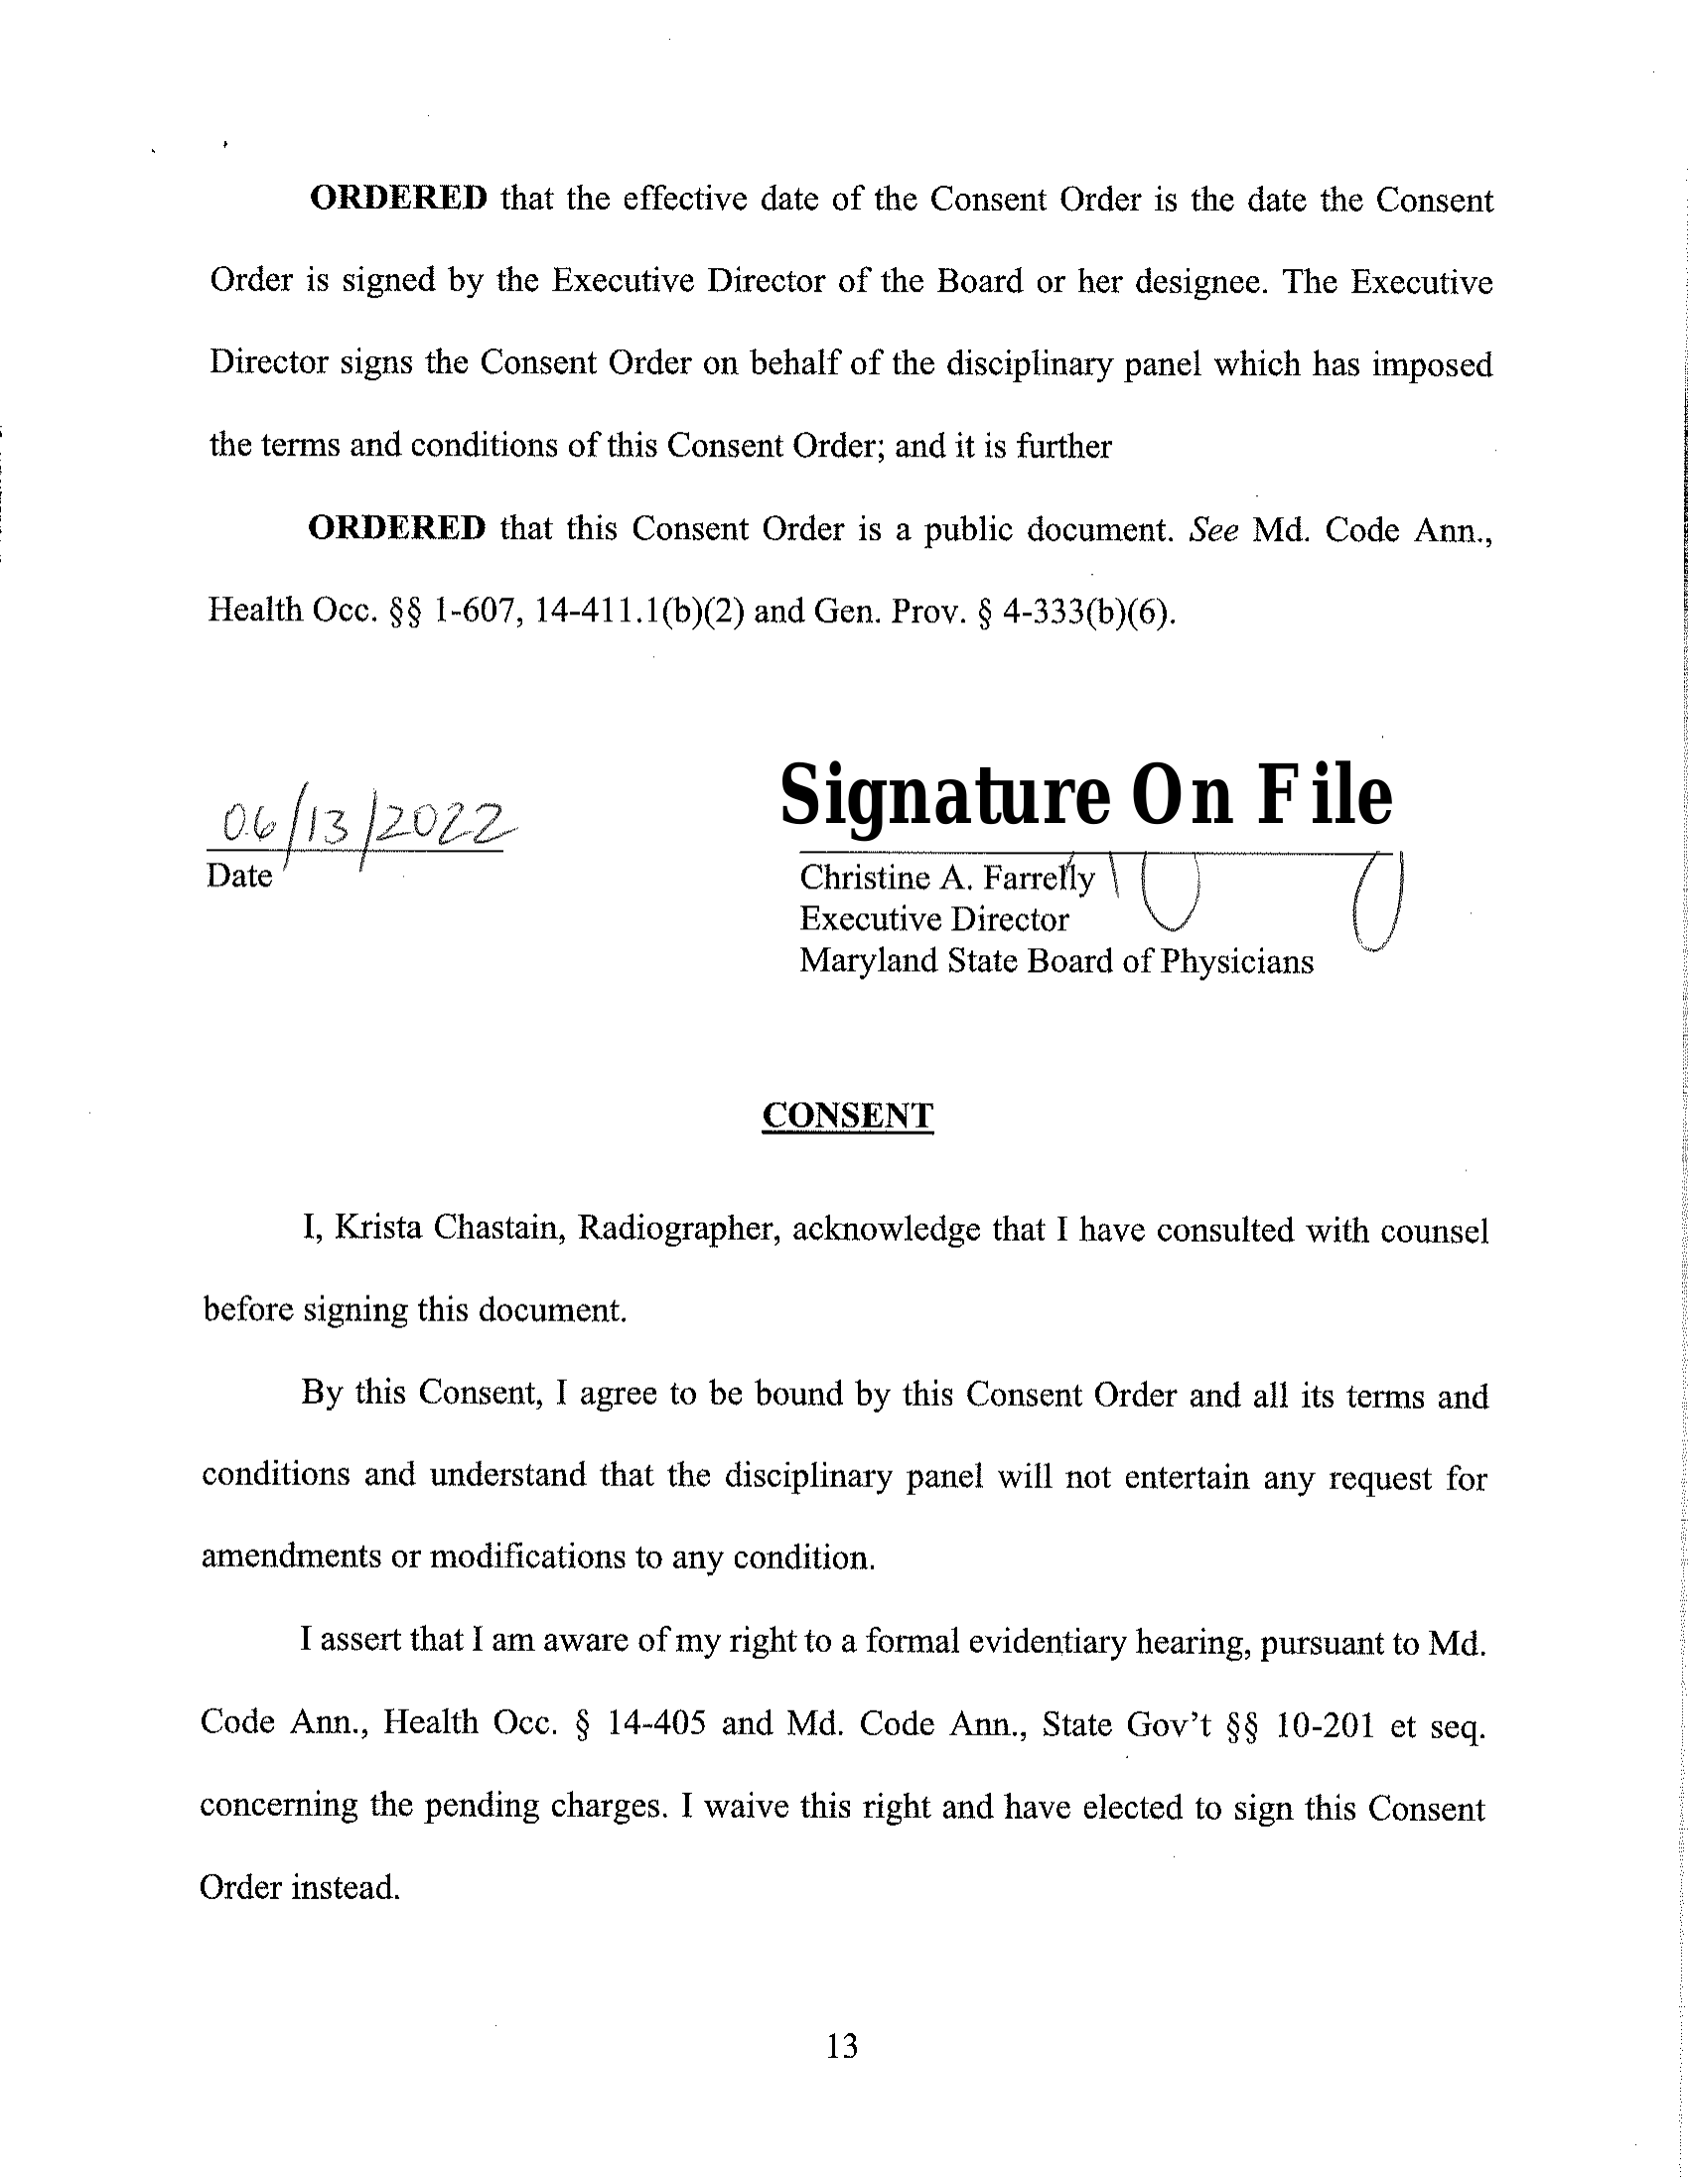 ORDERED that the effective date of the Consent Order is the date the Consent
Order is signed by the Executive Director of the Board or her designee. The Executive
Director signs the Consent Order on behalf of the disciplinary panel which has imposed
the terms and conditions of this Consent Order; and it is further
ORDERED that this Consent Order is a public document. See Md. Code Ann.,
Health Occ. §§ 1-607, 14-411.1(b)(2) and Gen. Prov. § 4-333(b)(6).
06/13/2022
Date
Signature On File
Christine A. Farrelly
Executive Director
Maryland State Board of Physicians
CONSENT
I, Krista Chastain, Radiographer, acknowledge that I have consulted with counsel
before signing this document.
By this Consent, I agree to be bound by this Consent Order and all its terms and
conditions and understand that the disciplinary panel will not entertain any request for
amendments or modifications to any condition.
I assert that I am aware of my right to a formal evidentiary hearing, pursuant to Md.
Code Ann., Health Occ. § 14-405 and Md. Code Ann., State Gov't §§ 10-201 et seq.
concerning the pending charges. I waive this right and have elected to sign this Consent
Order instead.
13